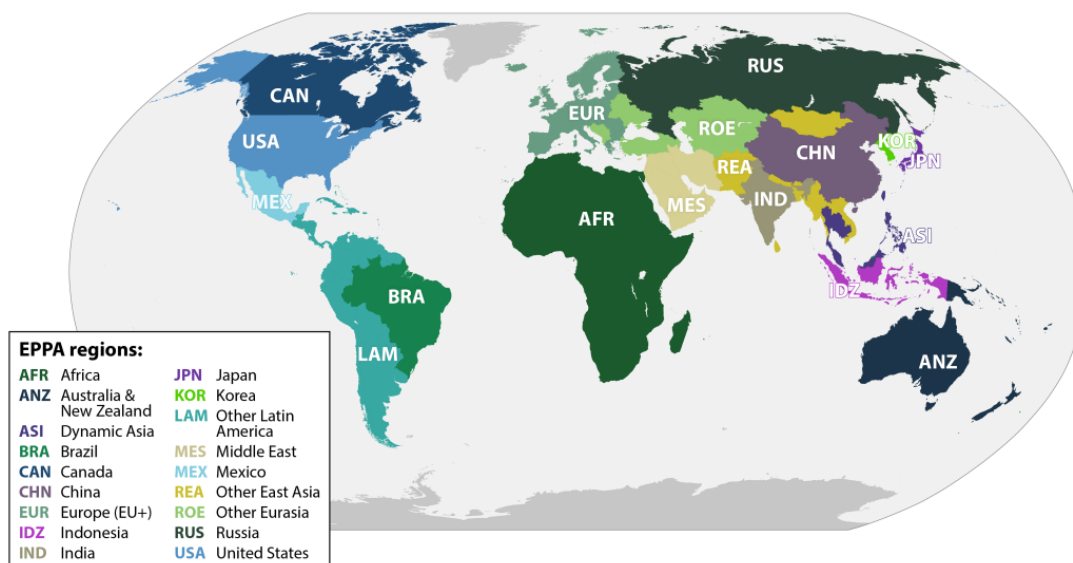 RUS
CAN
EUR
ROE
USA
KOR
CHN
JPN
REA
MEX
MES
IND
AFR
ASI
IDZ
BRA
LAM
ANZ
EPPA regions:
AFR Africa
ANZ Australia &
New Zealand
ASI Dynamic Asia
BRA Brazil
CAN Canada
CHN China
EUR Europe (EU+)
IDZ Indonesia
IND India
JPN Japan
KOR Korea
LAM Other Latin
America
MES Middle East
MEX Mexico
REA Other East Asia
ROE Other Eurasia
RUS Russia
USA United States